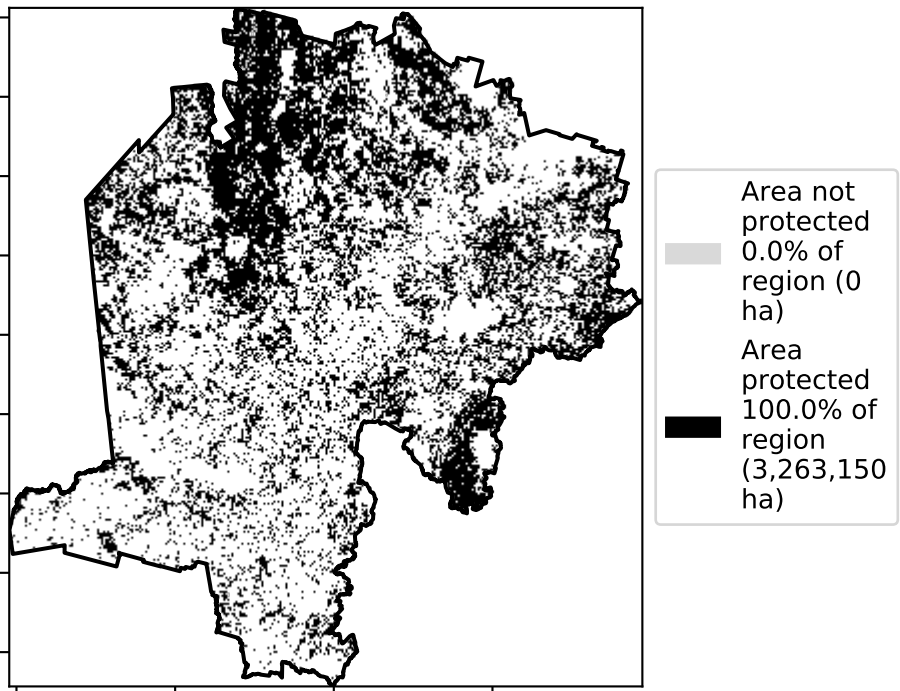 Area not
protected
0.0% of
region (0
ha)
Area
protected
100.0% of
region
(3,263,150
ha)